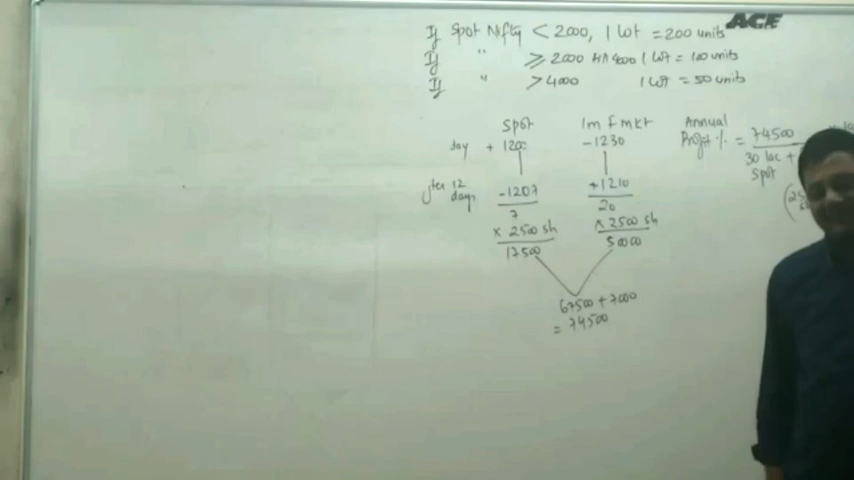 ACE
If Spot Nifty < 2000, 1 lot = 200 units
If " ≥ 2000 4000 1 lot = 100 units
If " > 4000 1 lot = 50 units
Spot 1m f mkt
day + 1200 -1230
12 days -1207 +1210
7 20
x 2500 sh x 2500 sh
17500 50000
67500 + 7000
= 74500
Annual Profit % = 74500
30 lac +
Spot